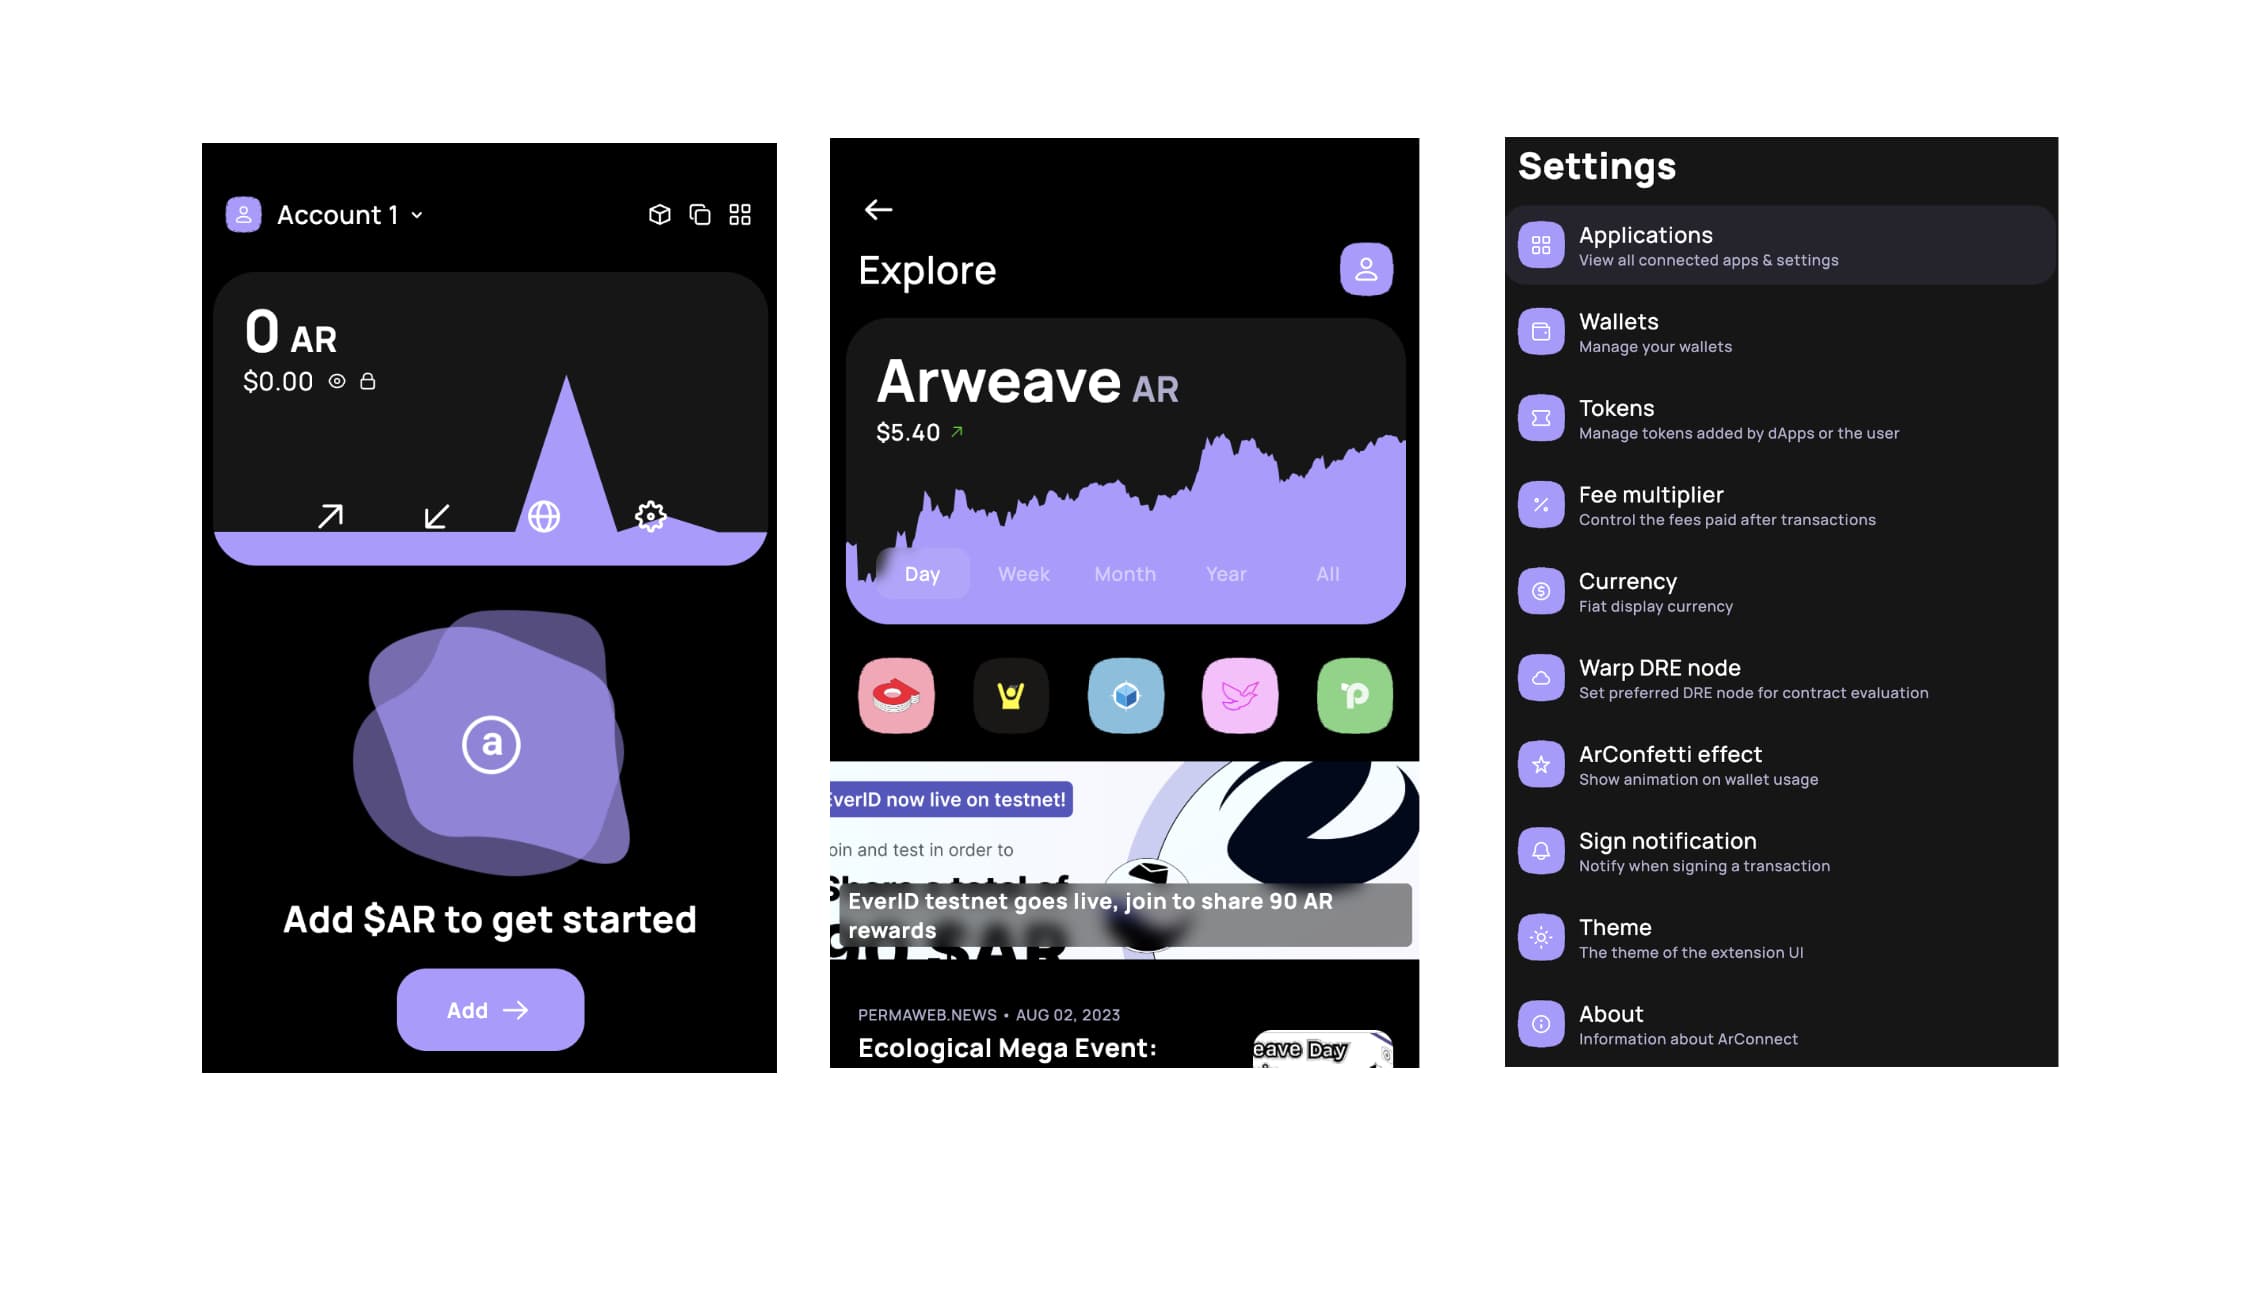 Account 1
0 AR
$0.00
a
Add $AR to get started
Add
Explore
Arweave AR
$5.40
Day Week Month Year All
EverID now live on testnet!
oin and test in order to
Share a total of
EverID testnet goes live, join to share 90 AR
rewards
90 $AR
PERMAWEB.NEWS • AUG 02, 2023
Ecological Mega Event:
eave Day
Settings
Applications
View all connected apps & settings
Wallets
Manage your wallets
Tokens
Manage tokens added by dApps or the user
Fee multiplier
Control the fees paid after transactions
Currency
Fiat display currency
Warp DRE node
Set preferred DRE node for contract evaluation
ArConfetti effect
Show animation on wallet usage
Sign notification
Notify when signing a transaction
Theme
The theme of the extension UI
About
Information about ArConnect